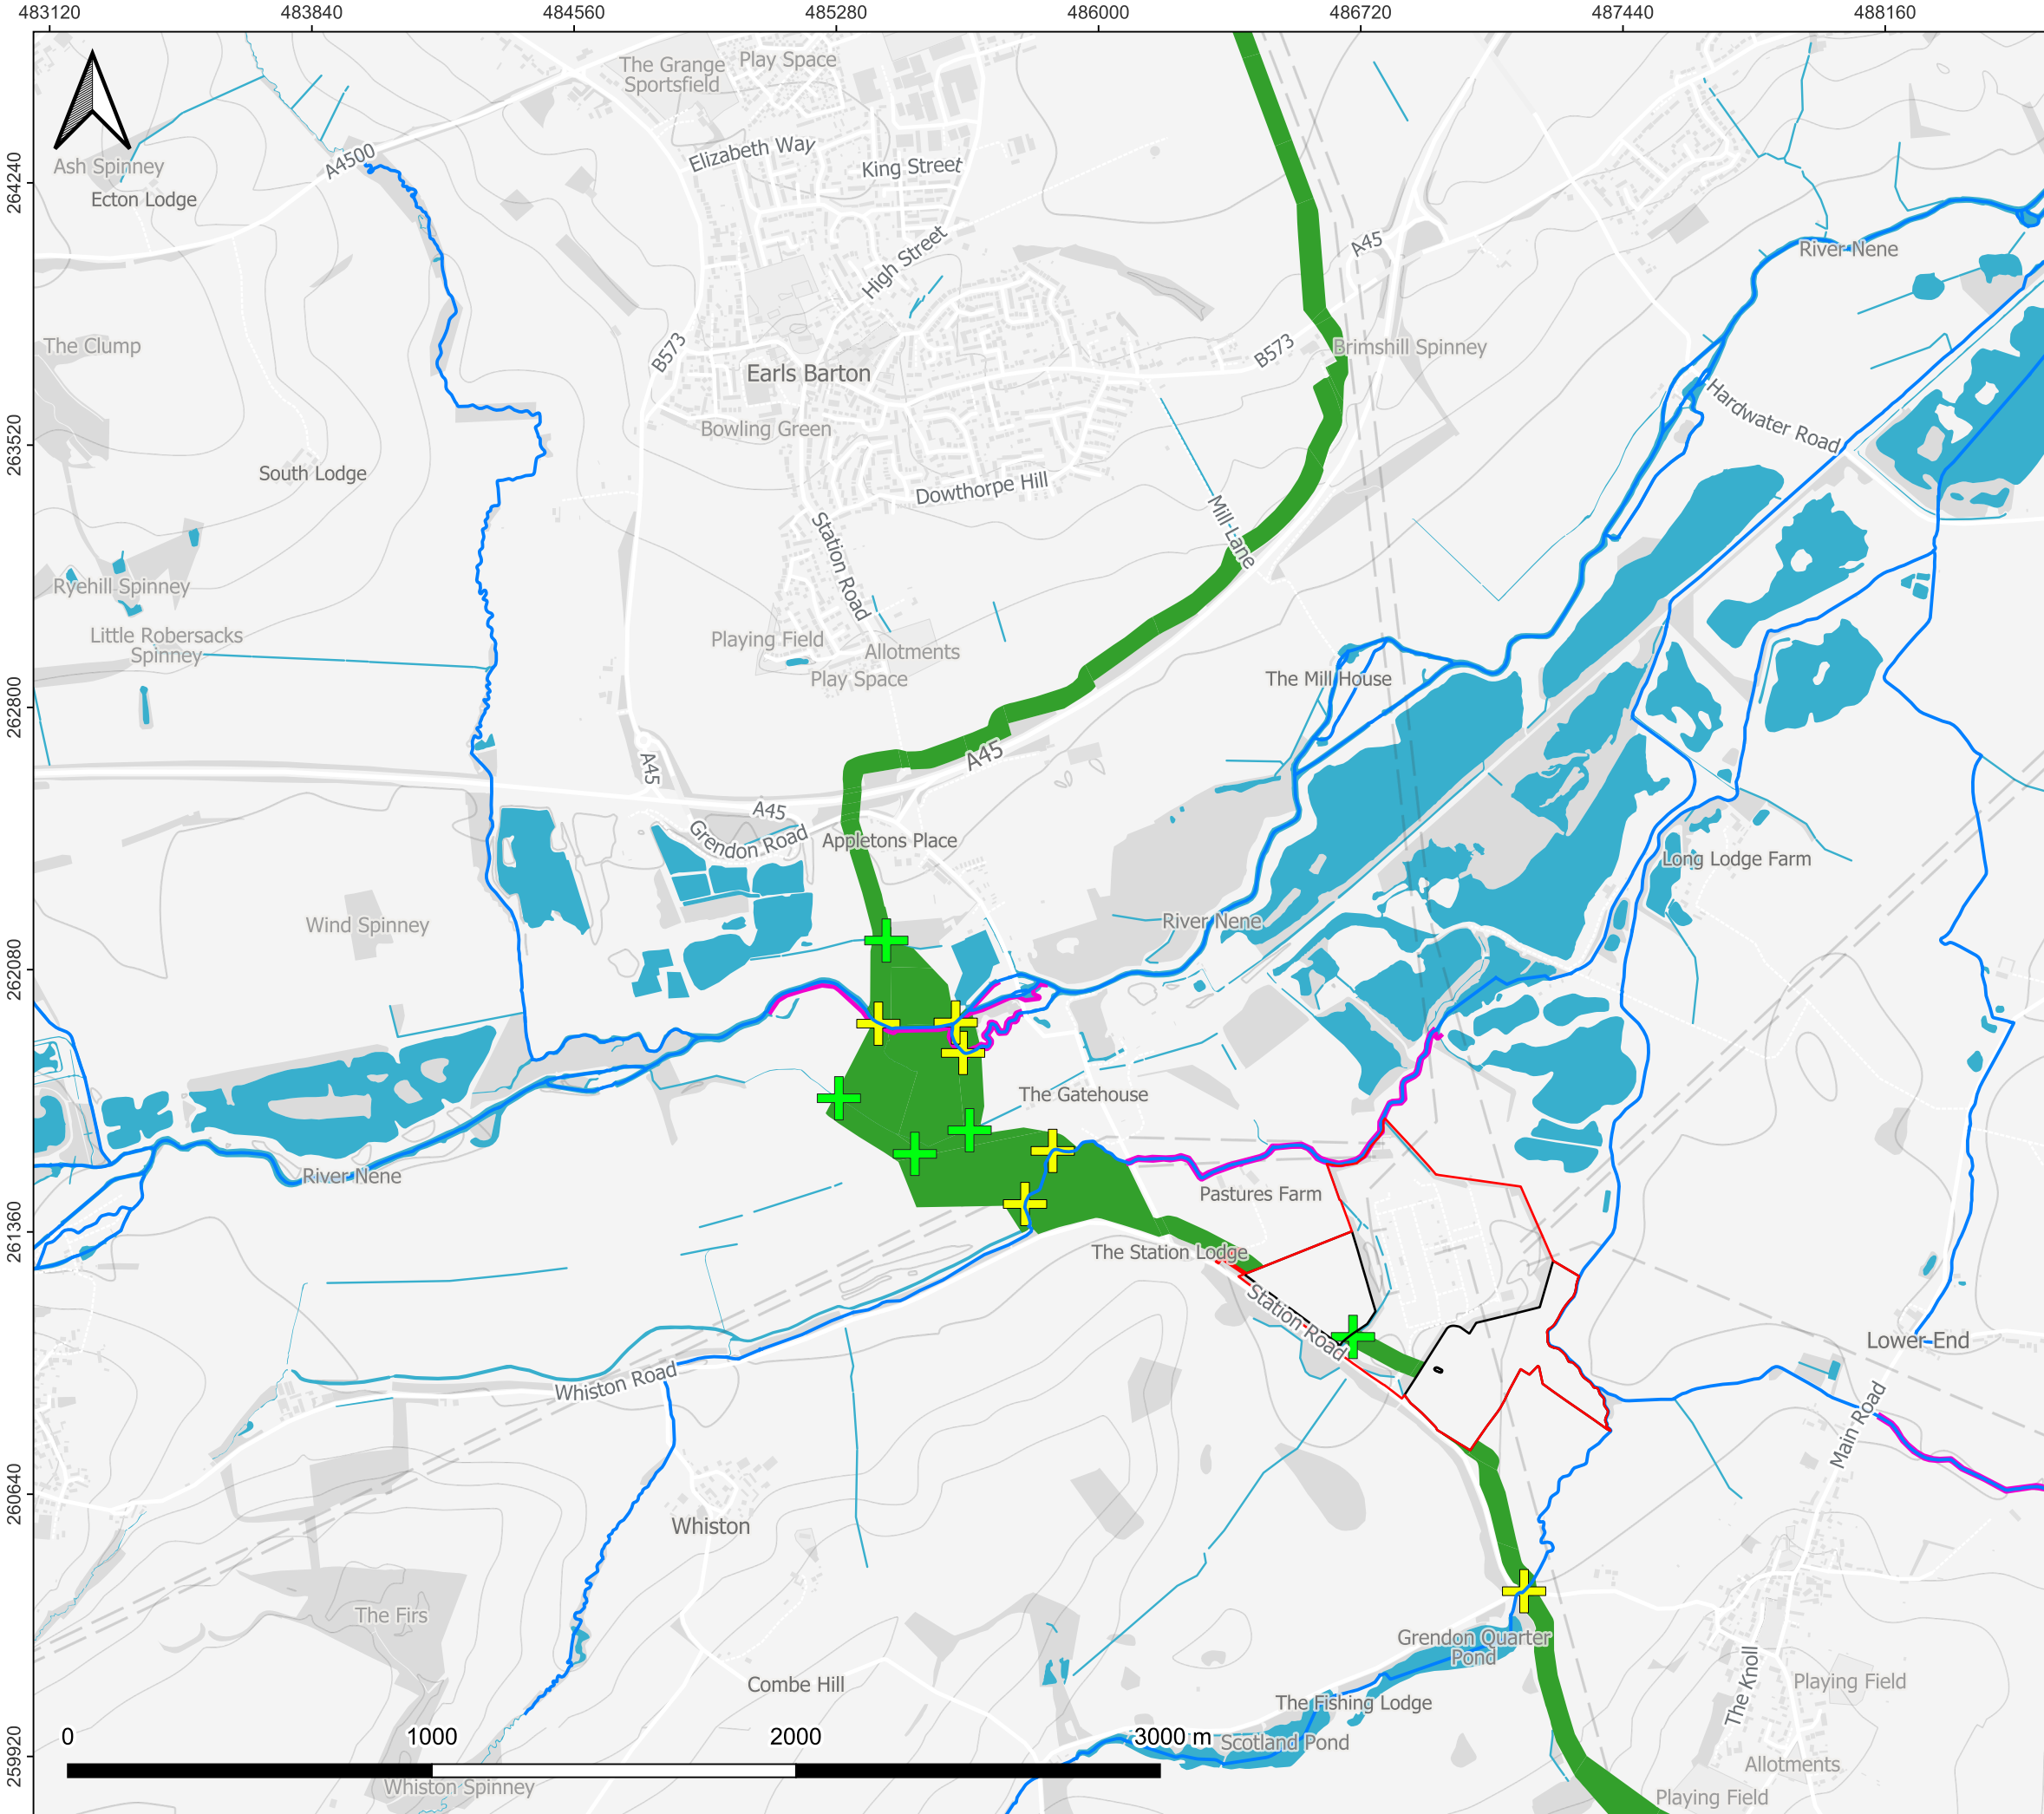 483120 483840 484560 485280 486000 486720 487440 488160
264240
263520
262800
262080
261360
260640
259920
The Grange
Sportsfield
Play Space
A4500
Ash Spinney
Ecton Lodge
Elizabeth Way
King Street
High Street
A45
River Nene
The Clump
B573
Earls Barton
B573
Brimshill Spinney
Hardwater Road
Bowling Green
South Lodge
Dowthorpe Hill
Mill Lane
Station Road
Ryehill Spinney
Little Robersacks
Spinney
Playing Field
Allotments
Play Space
The Mill House
A45
A45
A45
Grendon Road
Appletons Place
Long Lodge Farm
Wind Spinney
River Nene
The Gatehouse
River Nene
Pastures Farm
The Station Lodge
Station Road
Lower End
Whiston Road
Main Road
Whiston
The Firs
Grendon Quarter
Pond
Combe Hill
The Fishing Lodge
The Knoll
Playing Field
Scotland Pond
Allotments
Whiston Spinney
Playing Field
0 1000 2000 3000 m